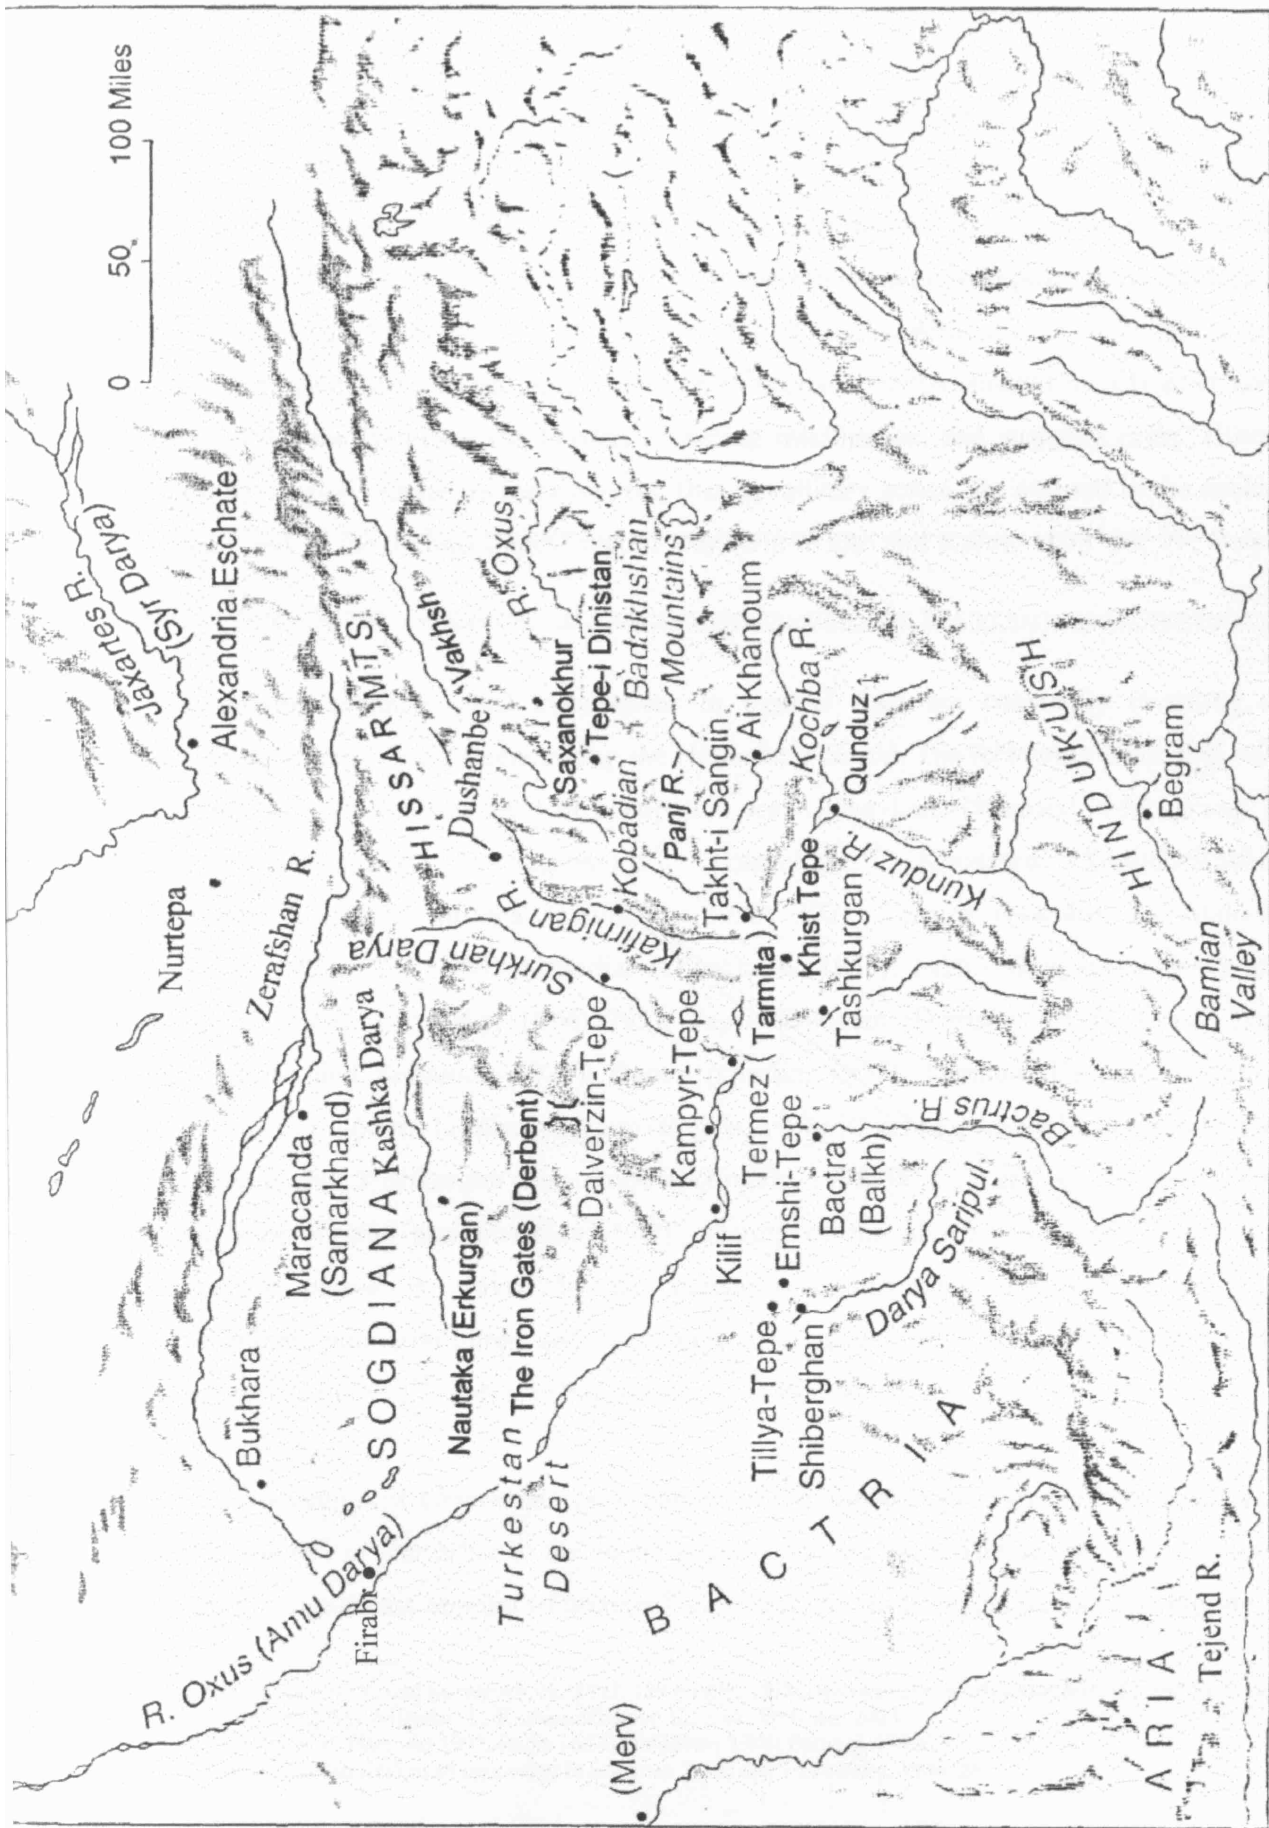 0 50 100 Miles
Jaxartes R.
(Syr Darya)
Alexandria Eschate
Nurtepa
Zerafshan R.
R. Oxus (Amu Darya)
Bukhara
Firabr
Maracanda
(Samarkhand)
SOGDIANA
Kashka Darya
HISSAR MTS.
Vakhsh
Dushanbe
Surkhan Darya
Kafirnigan R.
R. Oxus
Saxanokhur
Tepe-i Dinistan
Kobadian
Badakhshan
Mountains
Nautaka (Erkurgan)
The Iron Gates (Derbent)
Dalverzin-Tepe
Turkestan
Desert
Panj R.
Takht-i Sangin
Ai Khanoum
Kochba R.
Kampyr-Tepe
Kilif
Termez (Tarmita)
Khist Tepe
Qunduz
Tashkurgan
Kunduz R.
Tillya-Tepe
Emshi-Tepe
Shiberghan
Bactra
(Balkh)
Bactrus R.
Darya Saripul
BACTRIA
(Merv)
HINDU KUSH
Begram
Bamian
Valley
ARIA
Tejend R.